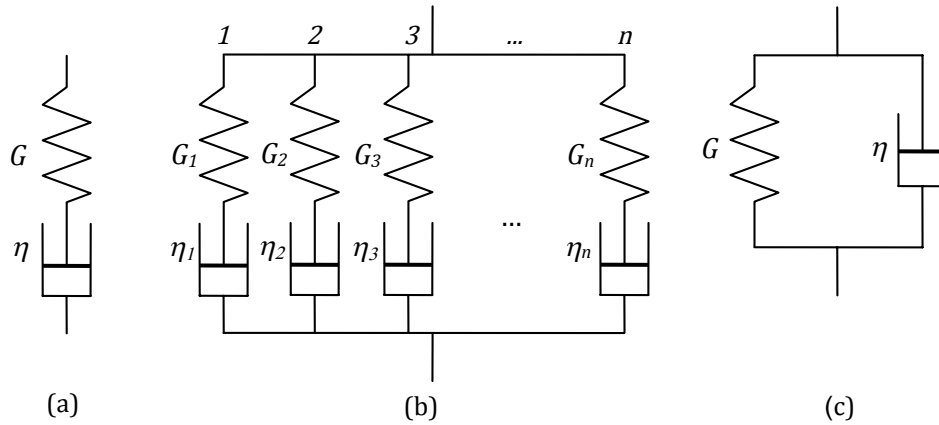 1 2 3 ... n
G G₁ G₂ G₃ Gₙ G η
...
η η₁ η₂ η₃ ηₙ
(a) (b) (c)